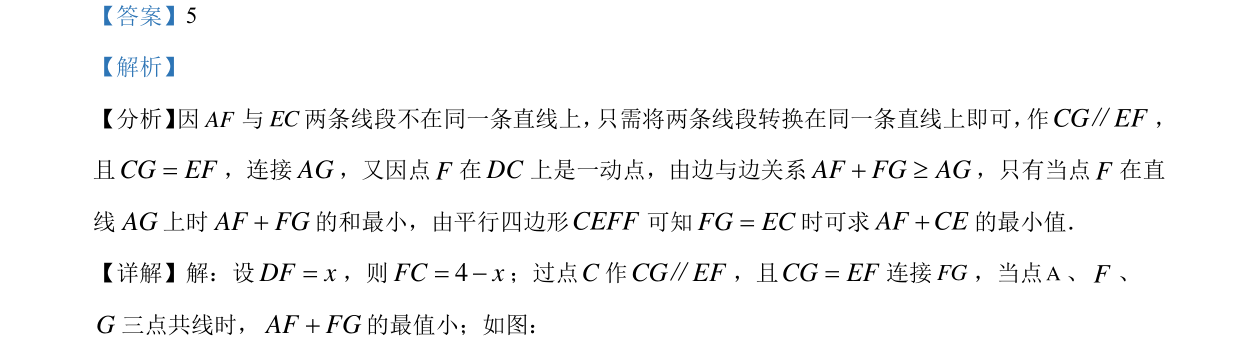 【答案】5
【解析】
【分析】因 AF 与 EC 两条线段不在同一条直线上，只需将两条线段转换在同一条直线上即可，作 CG∥EF，
且 CG = EF，连接 AG，又因点 F 在 DC 上是一动点，由边与边关系 AF + FG ≥ AG，只有当点 F 在直
线 AG 上时 AF + FG 的和最小，由平行四边形 CEFF 可知 FG = EC 时可求 AF + CE 的最小值．
【详解】解：设 DF = x，则 FC = 4 − x；过点 C 作 CG∥EF，且 CG = EF 连接 FG，当点 A 、 F 、
G 三点共线时， AF + FG 的最值小；如图：